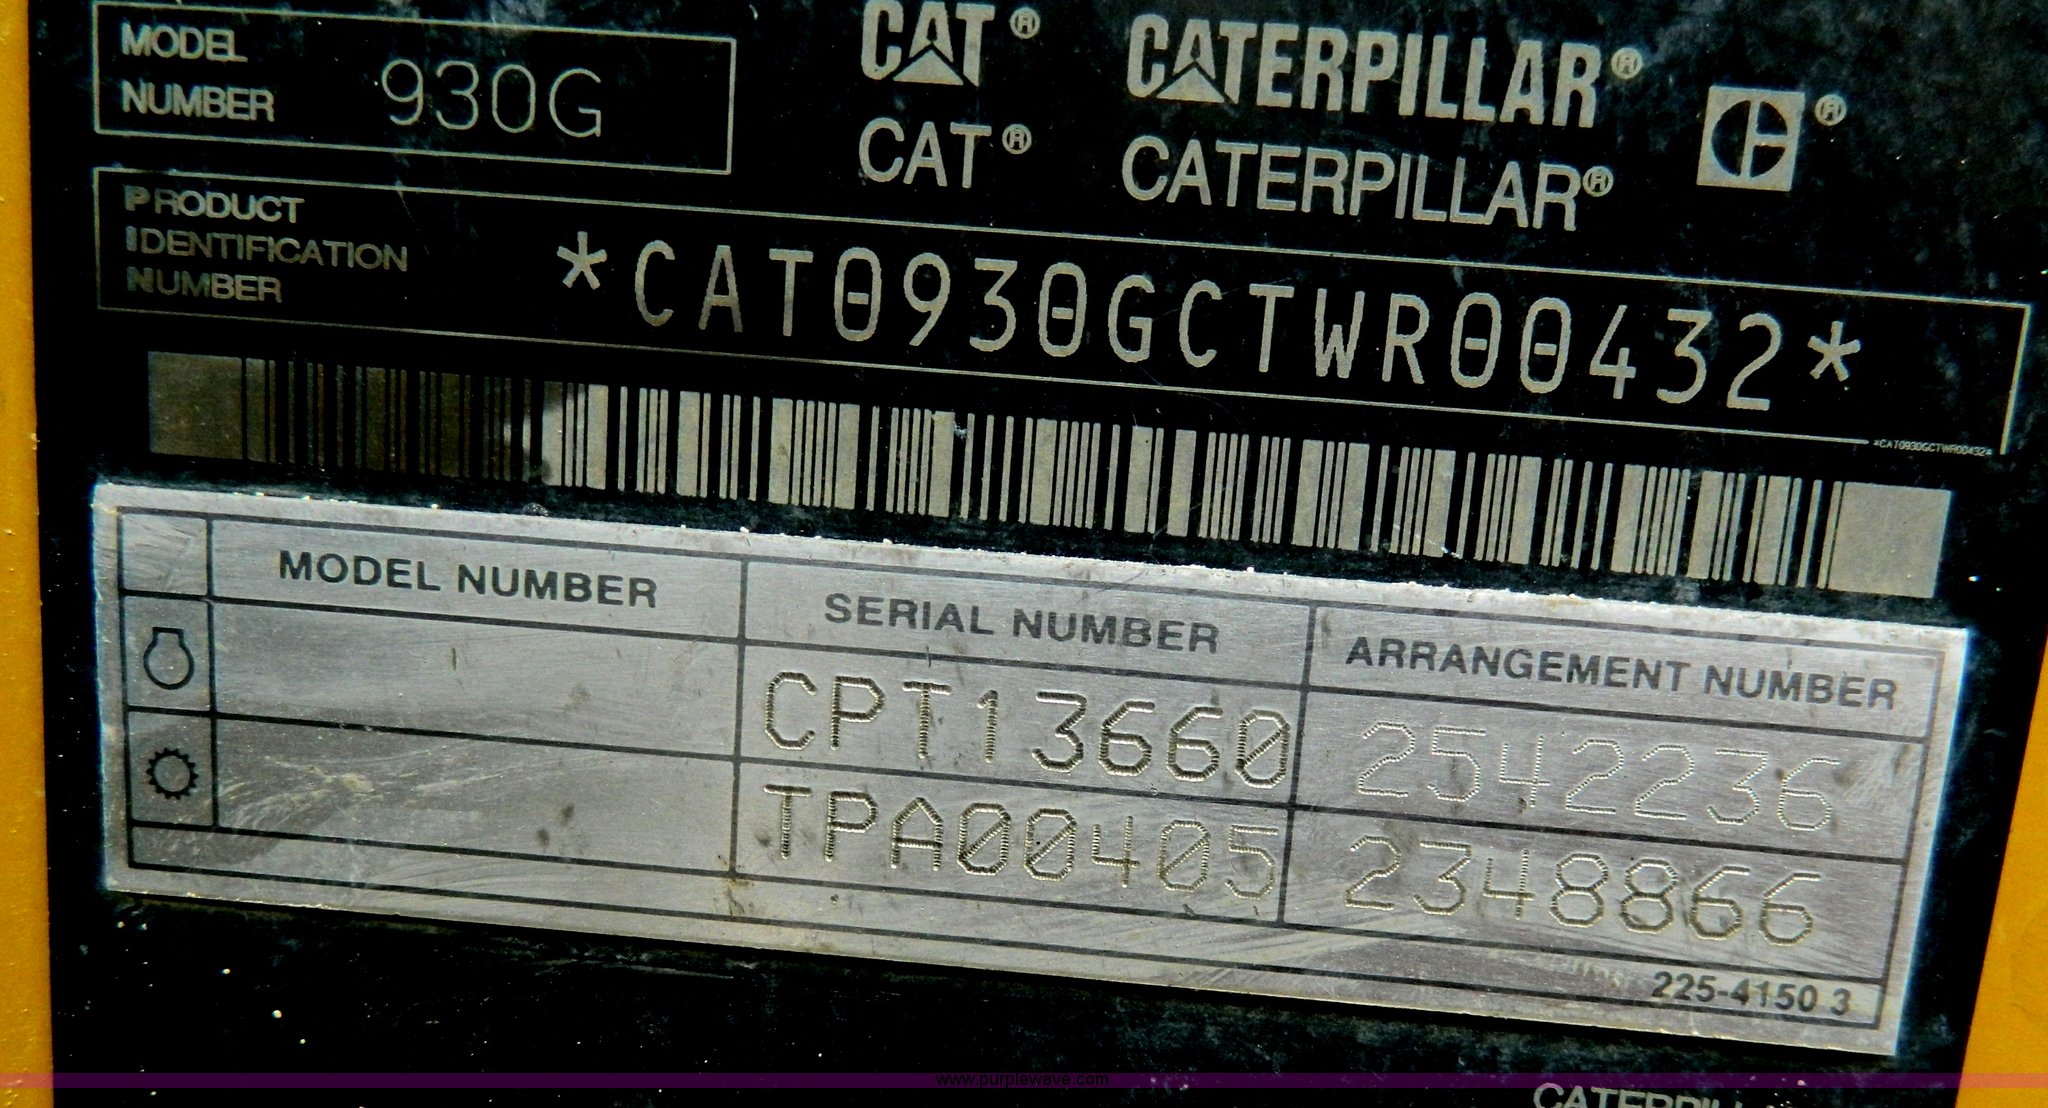 MODEL
NUMBER 930G
CAT® CATERPILLAR® ®
CAT® CATERPILLAR®
PRODUCT
IDENTIFICATION
NUMBER
*CAT0930GCTWR00432*
*CAT0930GCTWR00432*
MODEL NUMBER SERIAL NUMBER ARRANGEMENT NUMBER
CPT13660 2542236
TPA00405 2348866
225-4150 3
www.purplewave.com